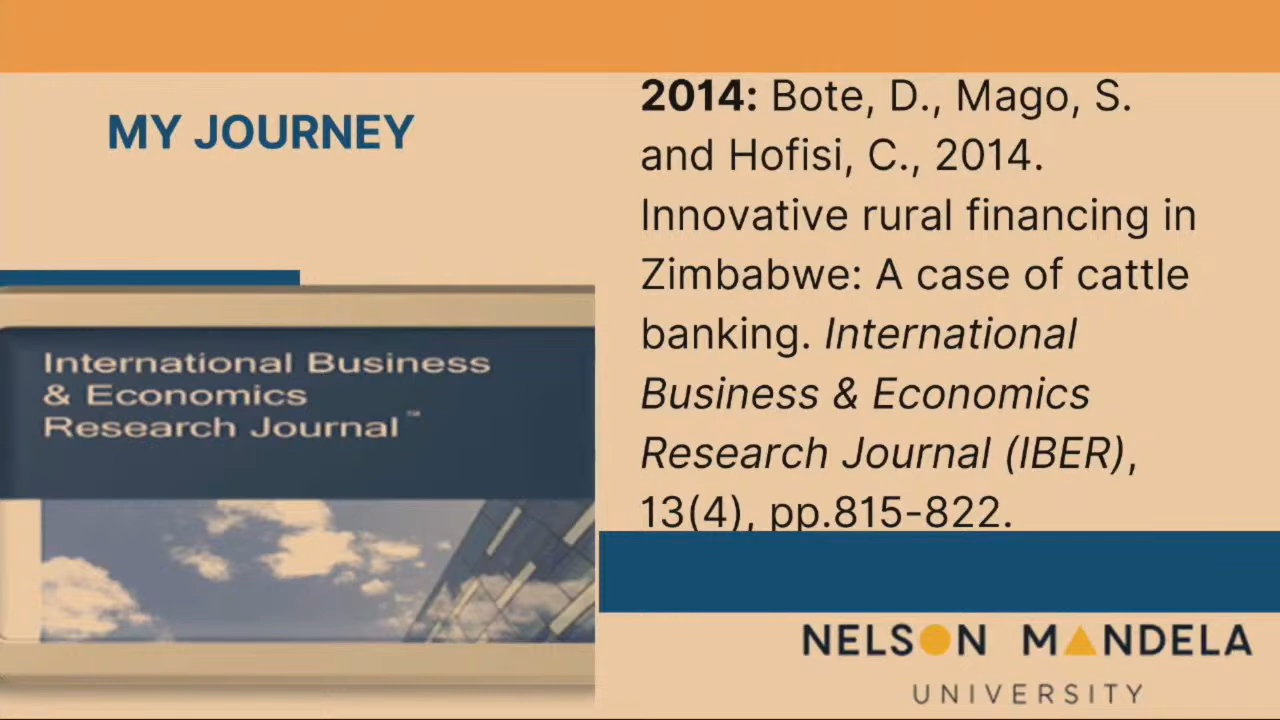 MY JOURNEY
International Business
& Economics
Research Journal™
2014: Bote, D., Mago, S.
and Hofisi, C., 2014.
Innovative rural financing in
Zimbabwe: A case of cattle
banking. International
Business & Economics
Research Journal (IBER),
13(4), pp.815-822.
NELSON MANDELA
UNIVERSITY